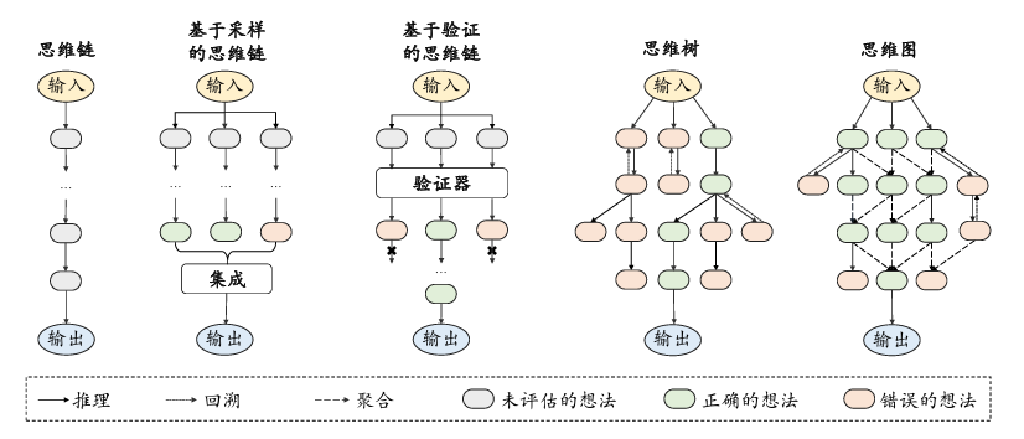 思维链
基于采样
的思维链
基于验证
的思维链
思维树
思维图
输入
输入
输入
输入
输入
...
...
...
...
验证器
...
集成
...
输出
输出
输出
输出
输出
推理
回溯
聚合
未评估的想法
正确的想法
错误的想法